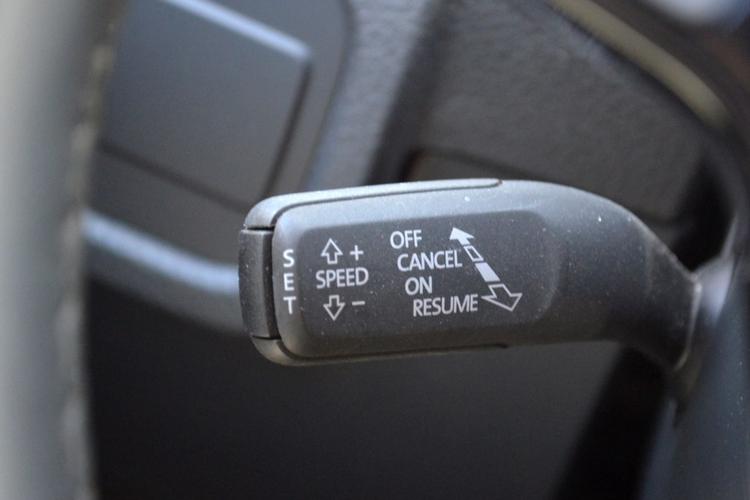 SET
+
SPEED
−
OFF
CANCEL
ON
RESUME